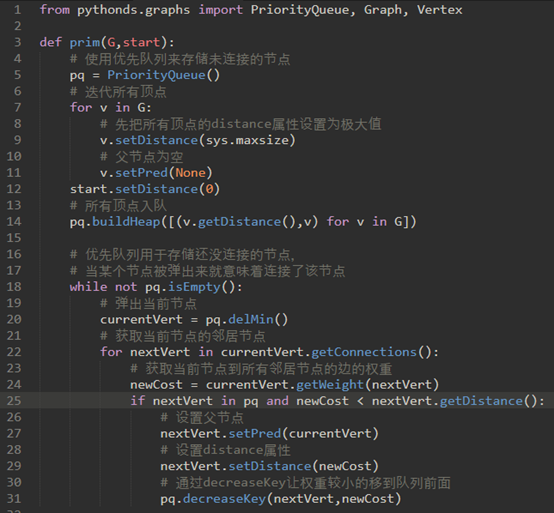 1 from pythonds.graphs import PriorityQueue, Graph, Vertex
2
3 def prim(G,start):
4     # 使用优先队列来存储未连接的节点
5     pq = PriorityQueue()
6     # 迭代所有顶点
7     for v in G:
8         # 先把所有顶点的distance属性设置为极大值
9         v.setDistance(sys.maxsize)
10         # 父节点为空
11         v.setPred(None)
12     start.setDistance(0)
13     # 所有顶点入队
14     pq.buildHeap([(v.getDistance(),v) for v in G])
15
16     # 优先队列用于存储还没连接的节点,
17     # 当某个节点被弹出来就意味着连接了该节点
18     while not pq.isEmpty():
19         # 弹出当前节点
20         currentVert = pq.delMin()
21         # 获取当前节点的邻居节点
22         for nextVert in currentVert.getConnections():
23             # 获取当前节点到所有邻居节点的边的权重
24             newCost = currentVert.getWeight(nextVert)
25             if nextVert in pq and newCost < nextVert.getDistance():
26                 # 设置父节点
27                 nextVert.setPred(currentVert)
28                 # 设置distance属性
29                 nextVert.setDistance(newCost)
30                 # 通过decreaseKey让权重较小的移到队列前面
31                 pq.decreaseKey(nextVert,newCost)